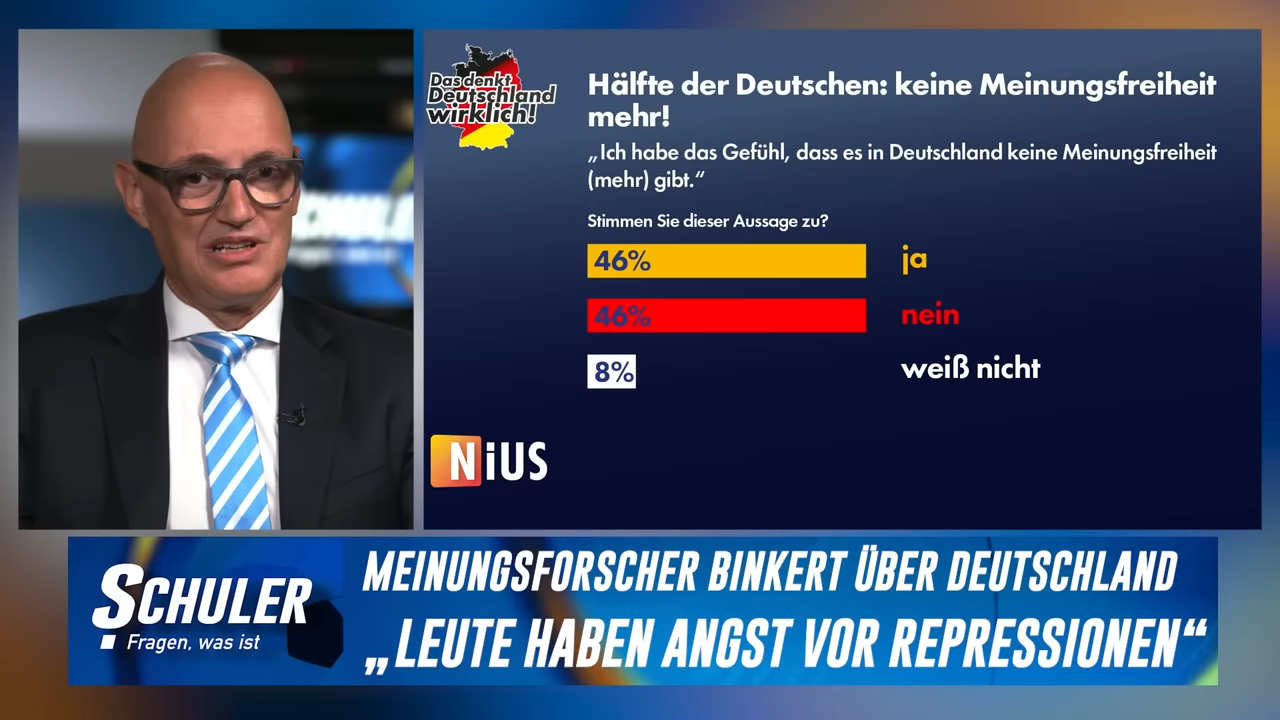 Das denkt
Deutschland
wirklich!
Hälfte der Deutschen: keine Meinungsfreiheit
mehr!
„Ich habe das Gefühl, dass es in Deutschland keine Meinungsfreiheit
(mehr) gibt.“
Stimmen Sie dieser Aussage zu?
46% ja
46% nein
8% weiß nicht
NiUS
SCHULER
Fragen, was ist
MEINUNGSFORSCHER BINKERT ÜBER DEUTSCHLAND
„LEUTE HABEN ANGST VOR REPRESSIONEN“